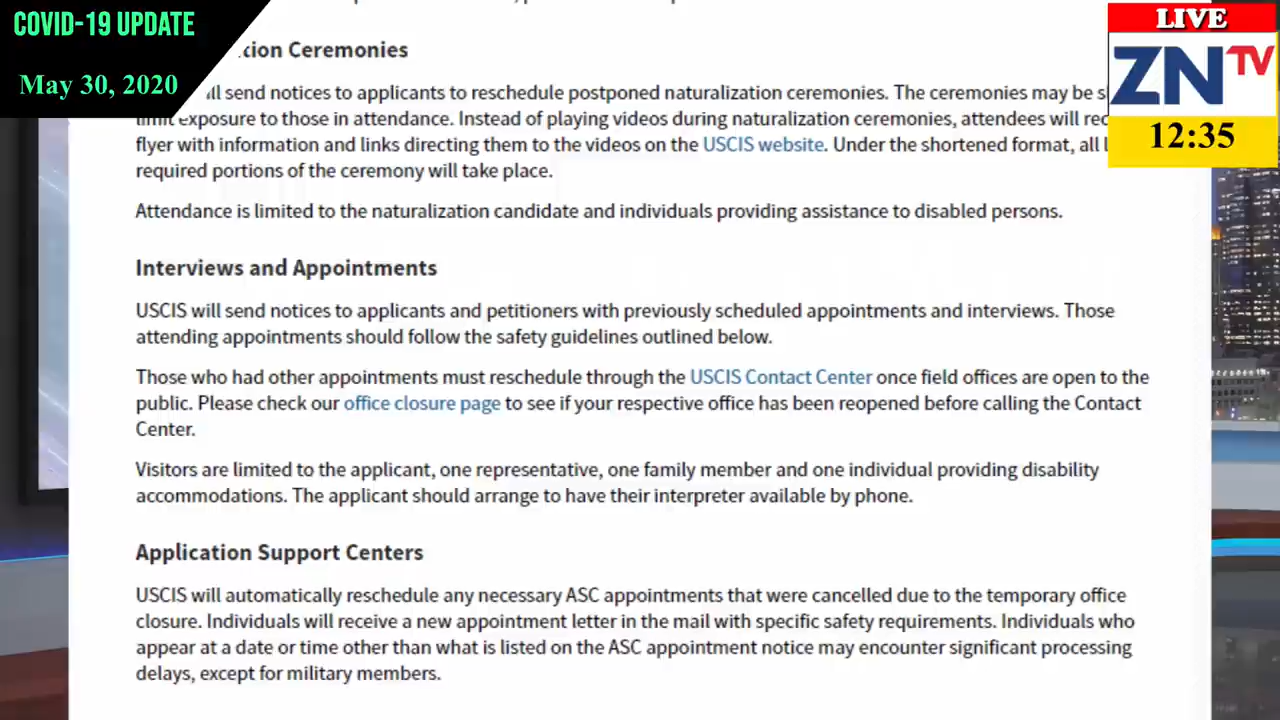 COVID-19 UPDATE
May 30, 2020
LIVE
ZNTV
12:35
Ceremonies
send notices to applicants to reschedule postponed naturalization ceremonies. The ceremonies may be
limit exposure to those in attendance. Instead of playing videos during naturalization ceremonies, attendees will
flyer with information and links directing them to the videos on the USCIS website. Under the shortened format, all
required portions of the ceremony will take place.
Attendance is limited to the naturalization candidate and individuals providing assistance to disabled persons.
Interviews and Appointments
USCIS will send notices to applicants and petitioners with previously scheduled appointments and interviews. Those
attending appointments should follow the safety guidelines outlined below.
Those who had other appointments must reschedule through the USCIS Contact Center once field offices are open to the
public. Please check our office closure page to see if your respective office has been reopened before calling the Contact
Center.
Visitors are limited to the applicant, one representative, one family member and one individual providing disability
accommodations. The applicant should arrange to have their interpreter available by phone.
Application Support Centers
USCIS will automatically reschedule any necessary ASC appointments that were cancelled due to the temporary office
closure. Individuals will receive a new appointment letter in the mail with specific safety requirements. Individuals who
appear at a date or time other than what is listed on the ASC appointment notice may encounter significant processing
delays, except for military members.